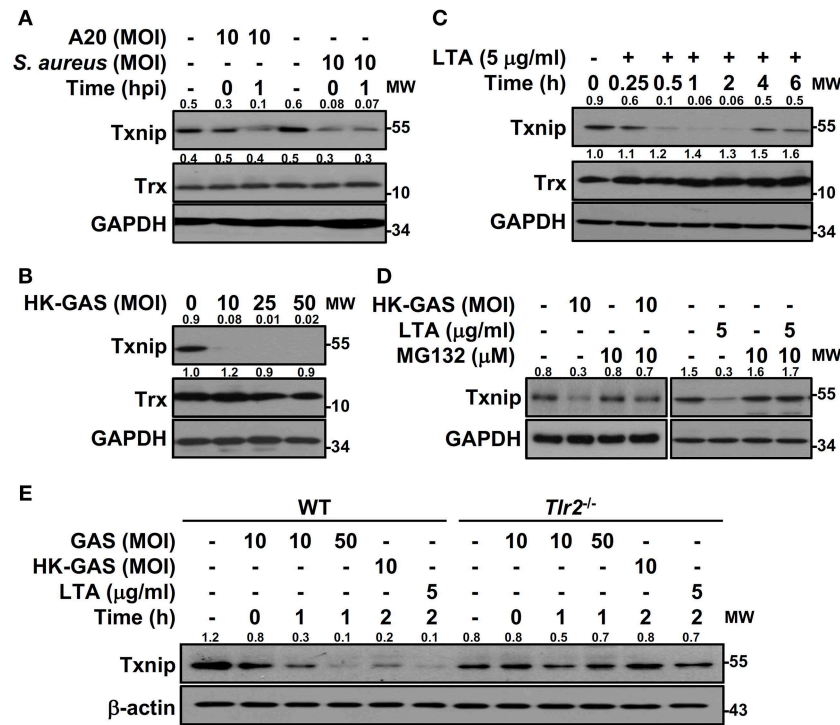 A
A20 (MOI) - 10 10 - - -
S. aureus (MOI) - - - - 10 10
Time (hpi) - 0 1 - 0 1 MW
0.5 0.3 0.1 0.6 0.08 0.07
Txnip -55
0.4 0.5 0.4 0.5 0.3 0.3
Trx -10
GAPDH -34
C
LTA (5 μg/ml) - + + + + + +
Time (h) 0 0.25 0.5 1 2 4 6 MW
0.9 0.6 0.1 0.06 0.06 0.5 0.5
Txnip -55
1.0 1.1 1.2 1.4 1.3 1.5 1.6
Trx -10
GAPDH -34
B
HK-GAS (MOI) 0 10 25 50 MW
0.9 0.08 0.01 0.02
Txnip -55
1.0 1.2 0.9 0.9
Trx -10
GAPDH -34
D
HK-GAS (MOI) - 10 - 10 - - - -
LTA (μg/ml) - - - - - 5 - 5
MG132 (μM) - - 10 10 - - 10 10 MW
0.8 0.3 0.8 0.7 1.5 0.3 1.6 1.7
Txnip -55
GAPDH -34
E
WT Tlr2-/-
GAS (MOI) - 10 10 50 - - - 10 10 50 - -
HK-GAS (MOI) - - - - 10 - - - - - 10 -
LTA (μg/ml) - - - - - 5 - - - - - 5
Time (h) - 0 1 1 2 2 - 0 1 1 2 2 MW
1.2 0.8 0.3 0.1 0.2 0.1 0.8 0.8 0.5 0.7 0.8 0.7
Txnip -55
β-actin -43